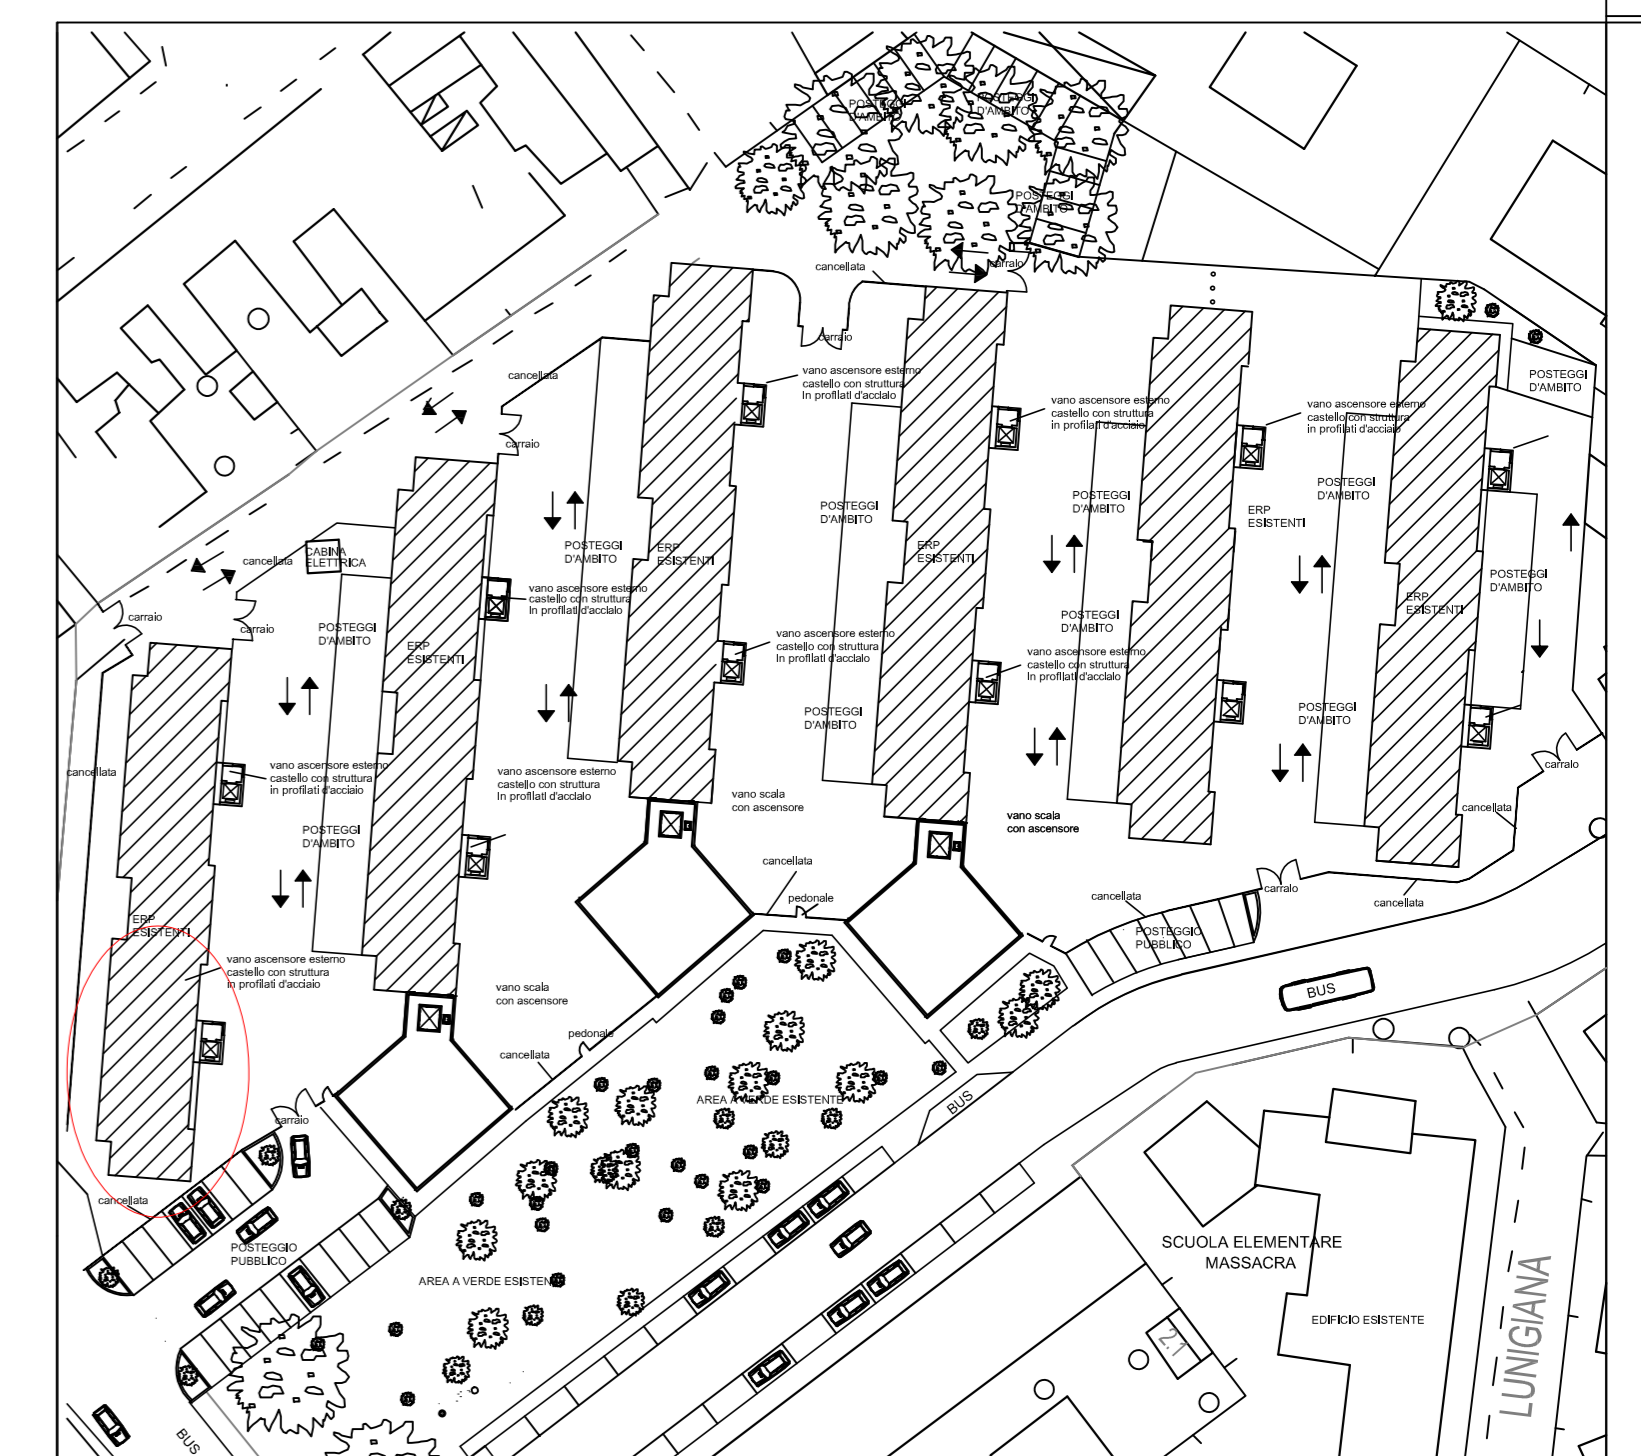 POSTEGGI
D'AMBITO
POSTEGGI
D'AMBITO
POSTEGGI
D'AMBITO
cancellata
carraio
carraio
cancellata
vano ascensore esterno
castello con struttura
in profilati d'acciaio
vano ascensore esterno
castello con struttura
in profilati d'acciaio
vano ascensore esterno
castello con struttura
in profilati d'acciaio
POSTEGGI
D'AMBITO
carraio
POSTEGGI
D'AMBITO
POSTEGGI
D'AMBITO
POSTEGGI
D'AMBITO
ERP
ESISTENTI
POSTEGGI
D'AMBITO
ERP
ESISTENTI
ERP
ESISTENTI
CABINA
ELETTRICA
cancellata
vano ascensore esterno
castello con struttura
in profilati d'acciaio
POSTEGGI
D'AMBITO
ERP
ESISTENTI
carraio
carraio
POSTEGGI
D'AMBITO
ERP
ESISTENTI
vano ascensore esterno
castello con struttura
in profilati d'acciaio
POSTEGGI
D'AMBITO
vano ascensore esterno
castello con struttura
in profilati d'acciaio
POSTEGGI
D'AMBITO
POSTEGGI
D'AMBITO
cancellata
vano ascensore esterno
castello con struttura
in profilati d'acciaio
vano ascensore esterno
castello con struttura
in profilati d'acciaio
carraio
vano scala
con ascensore
cancellata
vano scala
con ascensore
POSTEGGI
D'AMBITO
cancellata
pedonale
cancellata
carraio
cancellata
ERP
ESISTENTI
POSTEGGIO
PUBBLICO
vano ascensore esterno
castello con struttura
in profilati d'acciaio
vano scala
con ascensore
BUS
pedonale
cancellata
AREA A VERDE ESISTENTE
BUS
carraio
cancellata
POSTEGGIO
PUBBLICO
SCUOLA ELEMENTARE
MASSACRA
AREA A VERDE ESISTENTE
EDIFICIO ESISTENTE
21
LUNIGIANA
BUS